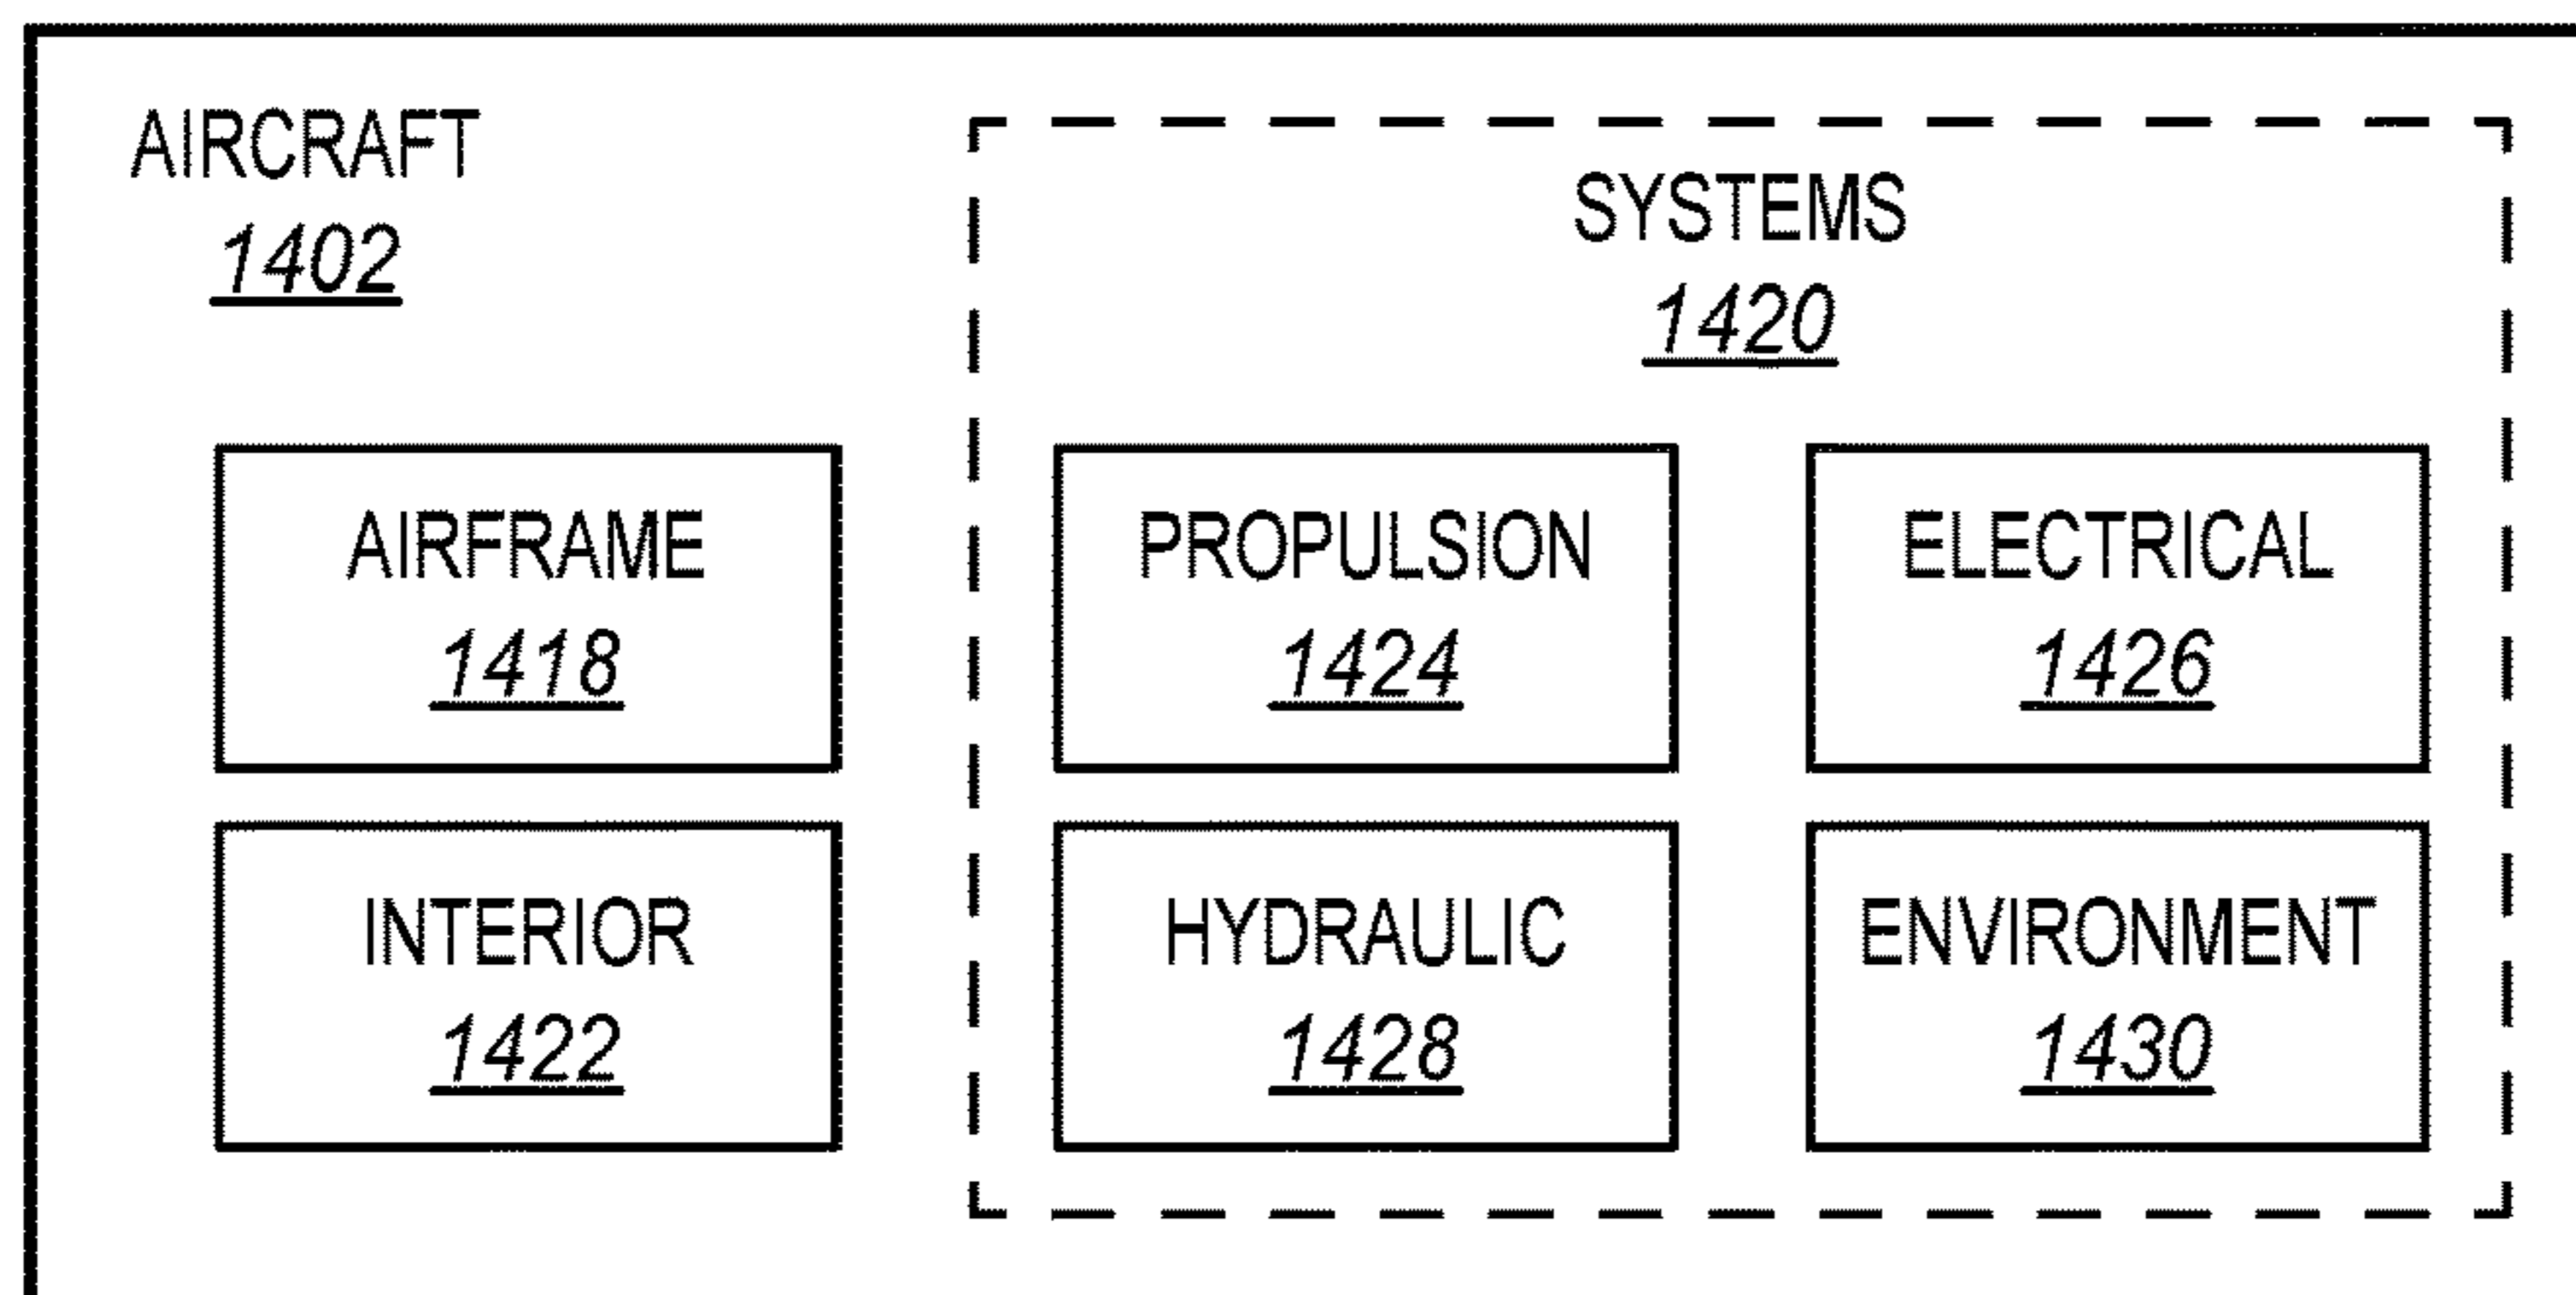 AIRCRAFT
1402
SYSTEMS
1420
AIRFRAME
1418
PROPULSION
1424
ELECTRICAL
1426
INTERIOR
1422
HYDRAULIC
1428
ENVIRONMENT
1430